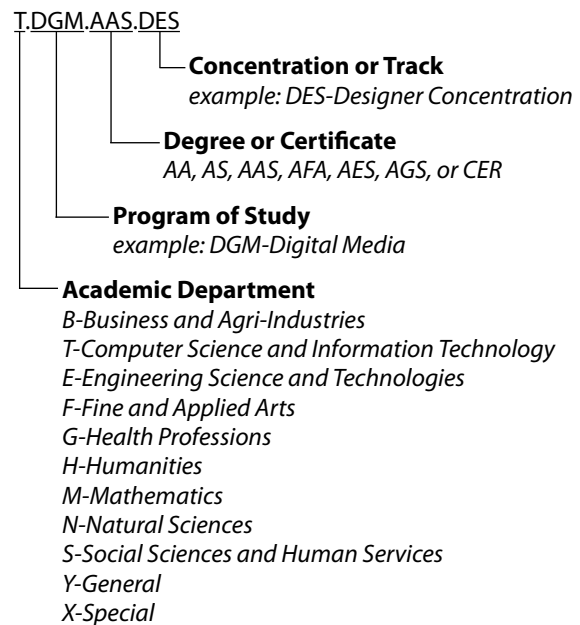 T.DGM.AAS.DES
Concentration or Track
example: DES-Designer Concentration
Degree or Certificate
AA, AS, AAS, AFA, AES, AGS, or CER
Program of Study
example: DGM-Digital Media
Academic Department
B-Business and Agri-Industries
T-Computer Science and Information Technology
E-Engineering Science and Technologies
F-Fine and Applied Arts
G-Health Professions
H-Humanities
M-Mathematics
N-Natural Sciences
S-Social Sciences and Human Services
Y-General
X-Special